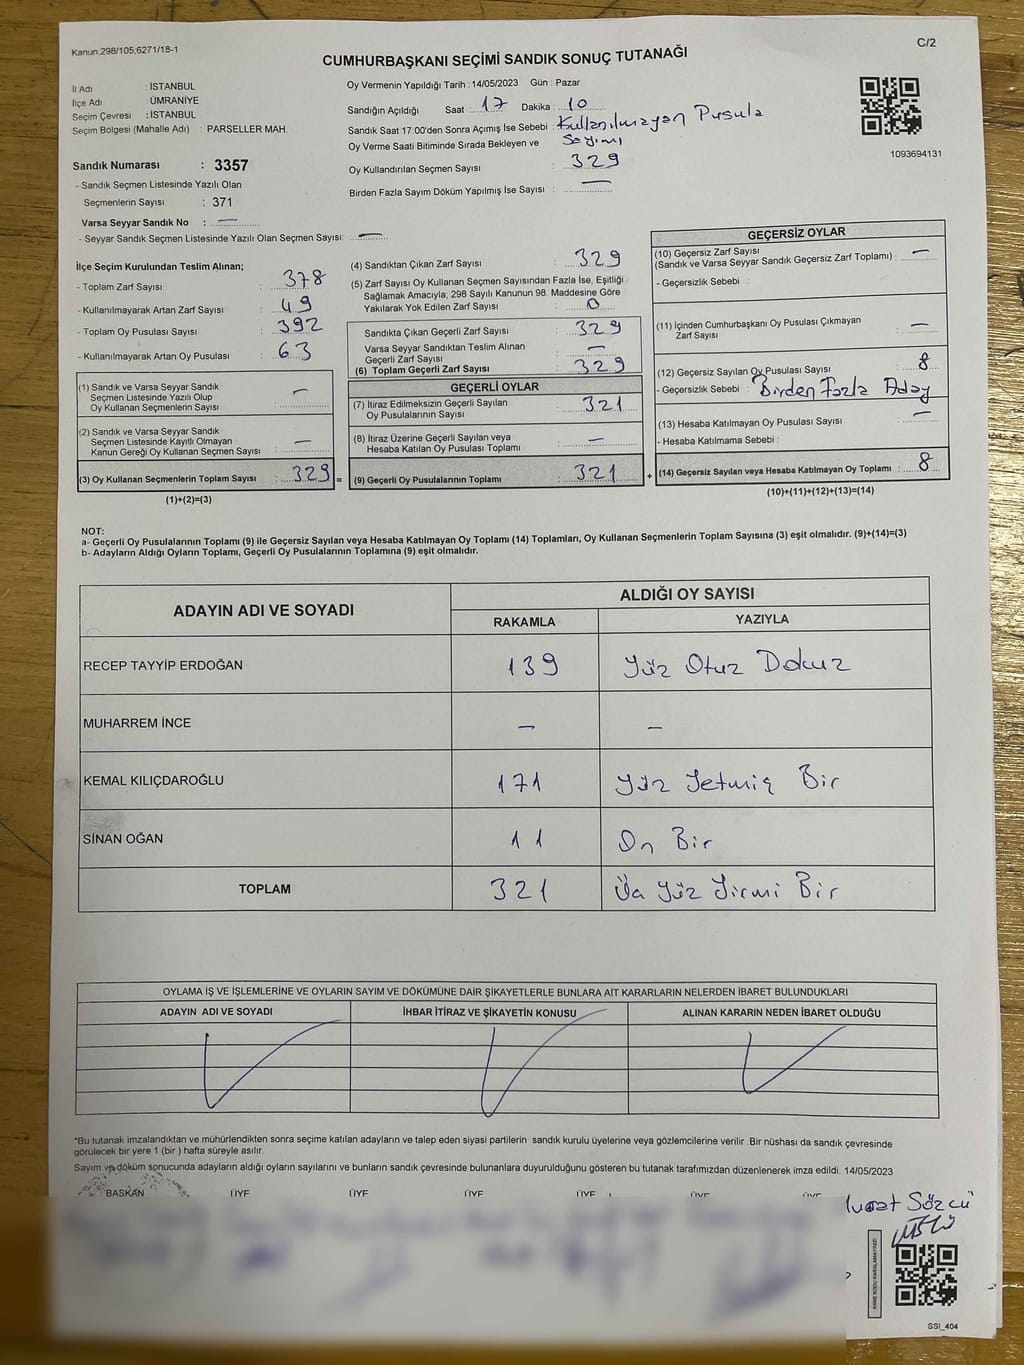 Kanun:298/105;6271/18-1
C/2
CUMHURBAŞKANI SEÇİMİ SANDIK SONUÇ TUTANAĞI
İl Adı : İSTANBUL
İlçe Adı : ÜMRANİYE
Seçim Çevresi : İSTANBUL
Seçim Bölgesi (Mahalle Adı) : PARSELLER MAH.
Sandık Numarası : 3357
- Sandık Seçmen Listesinde Yazılı Olan
Seçmenlerin Sayısı : 371
Varsa Seyyar Sandık No : —
- Seyyar Sandık Seçmen Listesinde Yazılı Olan Seçmen Sayısı: —
Oy Vermenin Yapıldığı Tarih : 14/05/2023 Gün : Pazar
Sandığın Açıldığı Saat : 17 Dakika : 10
Sandık Saat 17:00'den Sonra Açımış İse Sebebi : Kullanılmayan Pusula
Oy Verme Saati Bitiminde Sırada Bekleyen ve Sayımı
Oy Kullandırılan Seçmen Sayısı : 329
Birden Fazla Sayım Döküm Yapılmış İse Sayısı : —
1093694131
İlçe Seçim Kurulundan Teslim Alınan;
- Toplam Zarf Sayısı : 378
- Kullanılmayarak Artan Zarf Sayısı : 49
- Toplam Oy Pusulası Sayısı : 392
- Kullanılmayarak Artan Oy Pusulası : 63
(1) Sandık ve Varsa Seyyar Sandık
Seçmen Listesinde Yazılı Olup
Oy Kullanan Seçmenlerin Sayısı : —
(2) Sandık ve Varsa Seyyar Sandık
Seçmen Listesinde Kayıtlı Olmayan
Kanun Gereği Oy Kullanan Seçmen Sayısı : —
(3) Oy Kullanan Seçmenlerin Toplam Sayısı : 329 =
(1)+(2)=(3)
(4) Sandıktan Çıkan Zarf Sayısı : 329
(5) Zarf Sayısı Oy Kullanan Seçmen Sayısından Fazla İse, Eşitliği
Sağlamak Amacıyla; 298 Sayılı Kanunun 98. Maddesine Göre
Yakılarak Yok Edilen Zarf Sayısı : 0
Sandıkta Çıkan Geçerli Zarf Sayısı : 329
Varsa Seyyar Sandıktan Teslim Alınan
Geçerli Zarf Sayısı : —
(6) Toplam Geçerli Zarf Sayısı : 329
GEÇERLİ OYLAR
(7) İtiraz Edilmeksizin Geçerli Sayılan
Oy Pusulalarının Sayısı : 321
(8) İtiraz Üzerine Geçerli Sayılan veya
Hesaba Katılan Oy Pusulası Toplamı : —
(9) Geçerli Oy Pusulalarının Toplamı : 321 +
GEÇERSİZ OYLAR
(10) Geçersiz Zarf Sayısı
(Sandık ve Varsa Seyyar Sandık Geçersiz Zarf Toplamı) : —
- Geçersizlik Sebebi :
(11) İçinden Cumhurbaşkanı Oy Pusulası Çıkmayan
Zarf Sayısı : —
(12) Geçersiz Sayılan Oy Pusulası Sayısı : 8
- Geçersizlik Sebebi : Birden Fazla Aday
(13) Hesaba Katılmayan Oy Pusulası Sayısı : —
- Hesaba Katılmama Sebebi :
(14) Geçersiz Sayılan veya Hesaba Katılmayan Oy Toplamı : 8
(10)+(11)+(12)+(13)=(14)
NOT:
a- Geçerli Oy Pusulalarının Toplamı (9) ile Geçersiz Sayılan veya Hesaba Katılmayan Oy Toplamı (14) Toplamları, Oy Kullanan Seçmenlerin Toplam Sayısına (3) eşit olmalıdır. (9)+(14)=(3)
b- Adayların Aldığı Oyların Toplamı, Geçerli Oy Pusulalarının Toplamına (9) eşit olmalıdır.
ADAYIN ADI VE SOYADI ALDIĞI OY SAYISI
RAKAMLA YAZIYLA
RECEP TAYYİP ERDOĞAN 139 Yüz Otuz Dokuz
MUHARREM İNCE — —
KEMAL KILIÇDAROĞLU 171 Yüz Yetmiş Bir
SİNAN OĞAN 11 On Bir
TOPLAM 321 Üç Yüz Yirmi Bir
OYLAMA İŞ VE İŞLEMLERİNE VE OYLARIN SAYIM VE DÖKÜMÜNE DAİR ŞİKAYETLERLE BUNLARA AİT KARARLARIN NELERDEN İBARET BULUNDUKLARI
ADAYIN ADI VE SOYADI İHBAR İTİRAZ VE ŞİKAYETİN KONUSU ALINAN KARARIN NEDEN İBARET OLDUĞU
*Bu tutanak imzalandıktan ve mühürlendikten sonra seçime katılan adayların ve talep eden siyasi partilerin sandık kurulu üyelerine veya gözlemcilerine verilir .Bir nüshası da sandık çevresinde
görülecek bir yere 1 (bir ) hafta süreyle asılır.
Sayım ve döküm sonucunda adayların aldığı oyların sayılarını ve bunların sandık çevresinde bulunanlara duyurulduğunu gösteren bu tutanak tarafımızdan düzenlenerek imza edildi. 14/05/2023
BAŞKAN ÜYE ÜYE ÜYE ÜYE ÜYE ÜYE
Sözcü
SSI_404